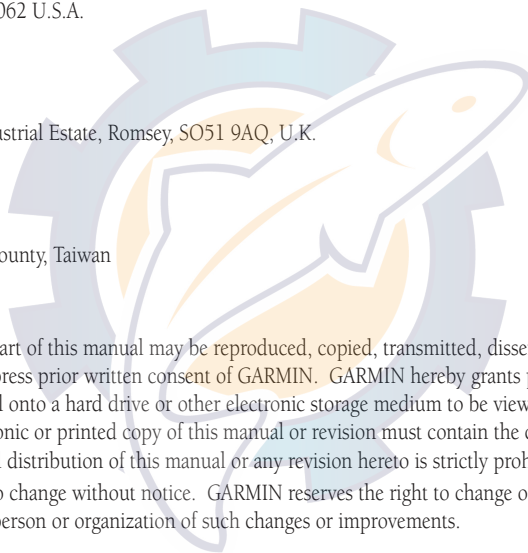 062 U.S.A.
ustrial Estate, Romsey, SO51 9AQ, U.K.
ounty, Taiwan
art of this manual may be reproduced, copied, transmitted, disse
press prior written consent of GARMIN. GARMIN hereby grants p
l onto a hard drive or other electronic storage medium to be view
onic or printed copy of this manual or revision must contain the c
l distribution of this manual or any revision hereto is strictly proh
o change without notice. GARMIN reserves the right to change o
person or organization of such changes or improvements.